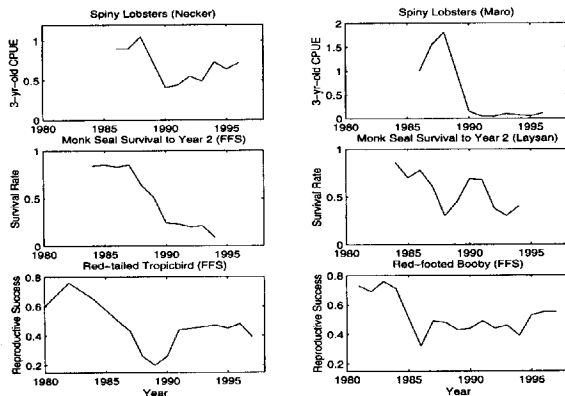 Spiny Lobsters (Necker)
3-yr-old CPUE
1
0.5
0
1980 1985 1990 1995
Monk Seal Survival to Year 2 (FFS)
Survival Rate
1
0.5
0
1980 1985 1990 1995
Red-tailed Tropicbird (FFS)
Reproductive Success
0.8
0.6
0.4
0.2
1980 1985 1990 1995
Year
Spiny Lobsters (Maro)
3-yr-old CPUE
2
1.5
1
0.5
0
1980 1985 1990 1995
Monk Seal Survival to Year 2 (Laysan)
Survival Rate
1
0.5
0
1980 1985 1990 1995
Red-footed Booby (FFS)
Reproductive Success
0.8
0.6
0.4
0.2
1980 1985 1990 1995
Year